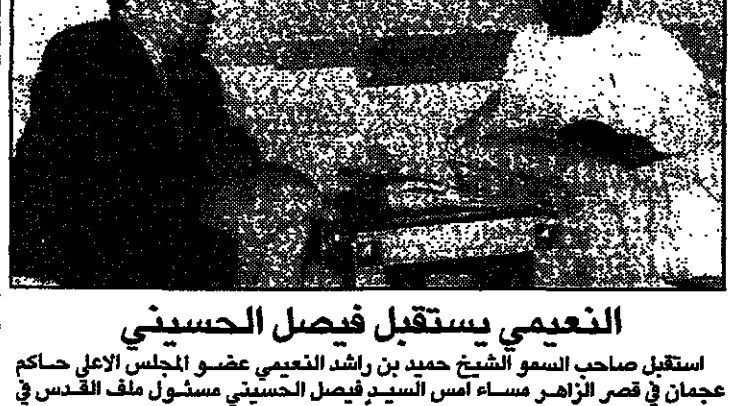 النعيمي يستقبل فيصل الحسيني
استقبل صاحب السمو الشيخ حميد بن راشد النعيمي عضو المجلس الاعلى حاكم
عجمان في قصر الزاهر مساء امس السيد فيصل الحسيني مسئول ملف القدس في